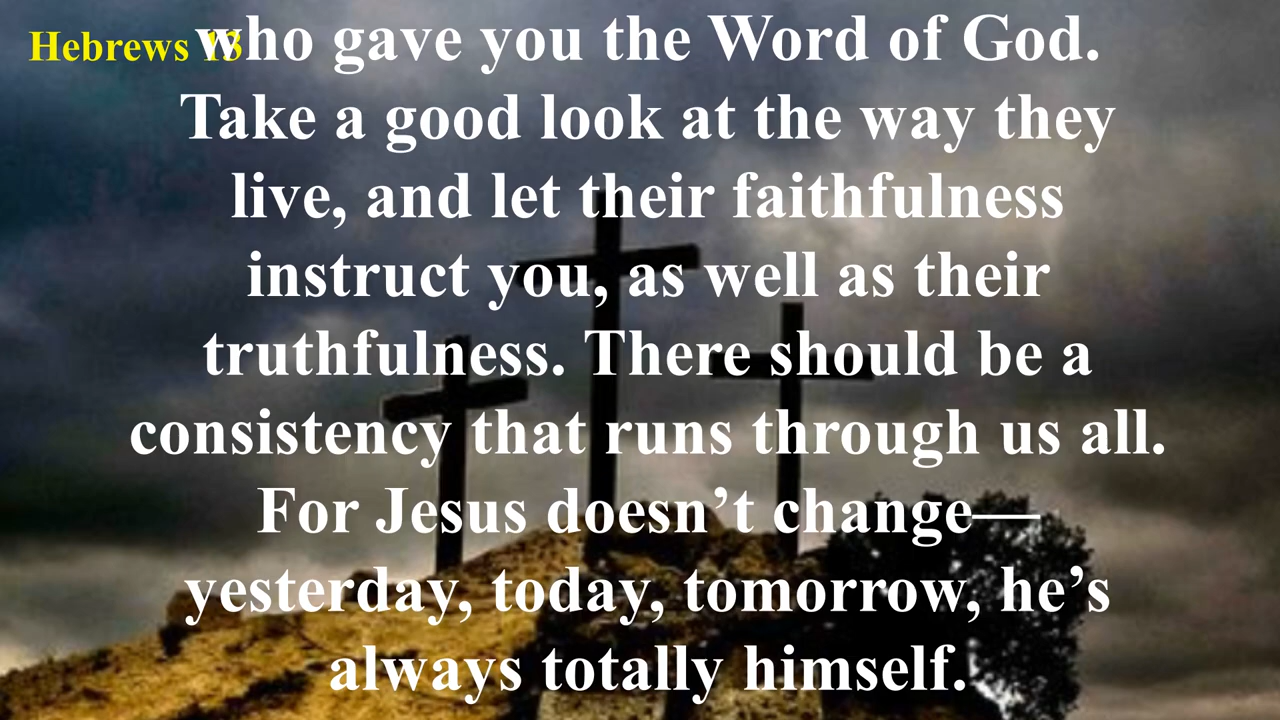 Hebrews 13
who gave you the Word of God.
Take a good look at the way they
live, and let their faithfulness
instruct you, as well as their
truthfulness. There should be a
consistency that runs through us all.
For Jesus doesn’t change—
yesterday, today, tomorrow, he’s
always totally himself.